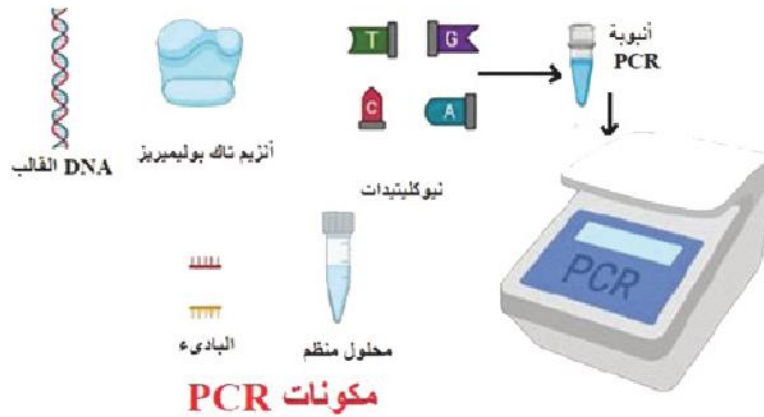 T
G
C
A
أنبوبة
PCR
DNA القالب
أنزيم تاك بوليميريز
نيوكليتيدات
PCR
البادىء
محلول منظم
مكونات PCR